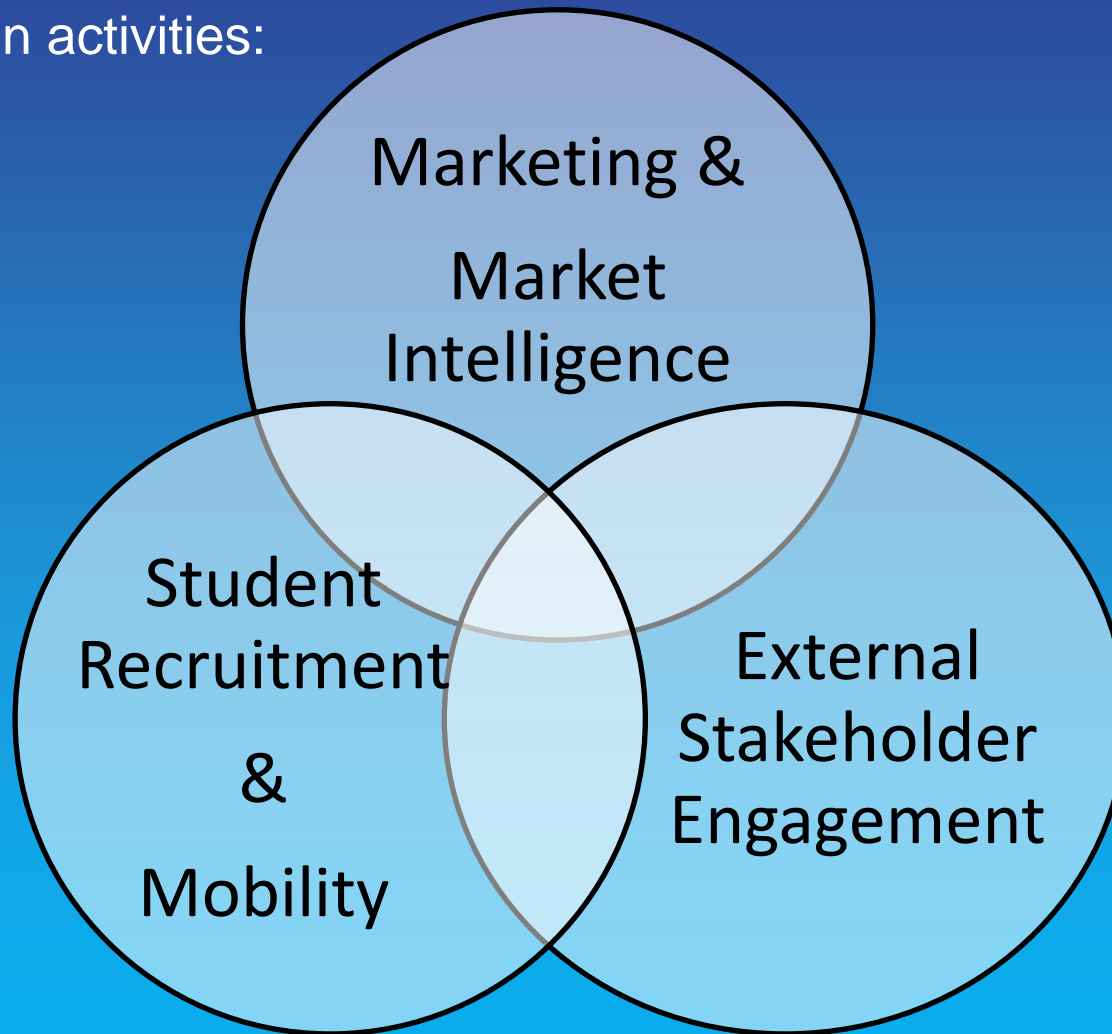 n activities:
Marketing &
Market
Intelligence
Student
Recruitment
&
Mobility
External
Stakeholder
Engagement